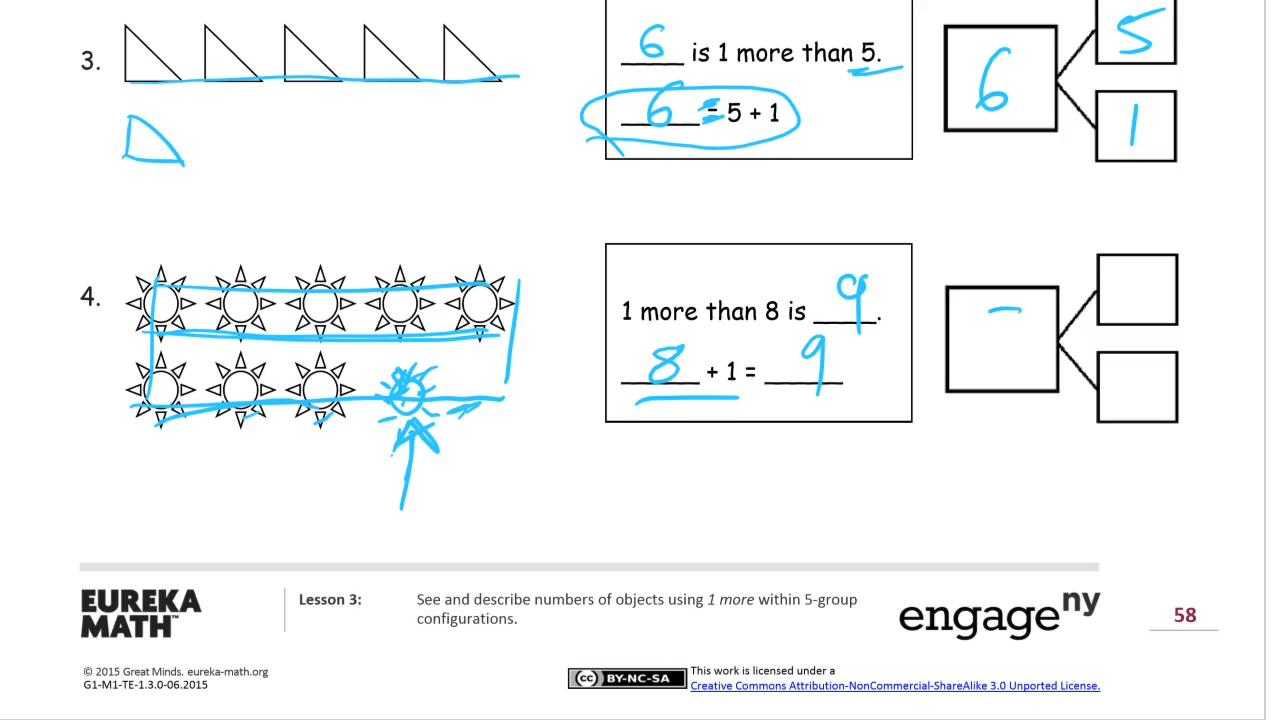 3.
6 is 1 more than 5.
6 = 5 + 1
6
5
1
4.
1 more than 8 is 9.
8 + 1 = 9
EUREKA MATH™
Lesson 3:
See and describe numbers of objects using 1 more within 5-group
configurations.
engageny
58
© 2015 Great Minds. eureka-math.org
G1-M1-TE-1.3.0-06.2015
cc BY-NC-SA
This work is licensed under a
Creative Commons Attribution-NonCommercial-ShareAlike 3.0 Unported License.